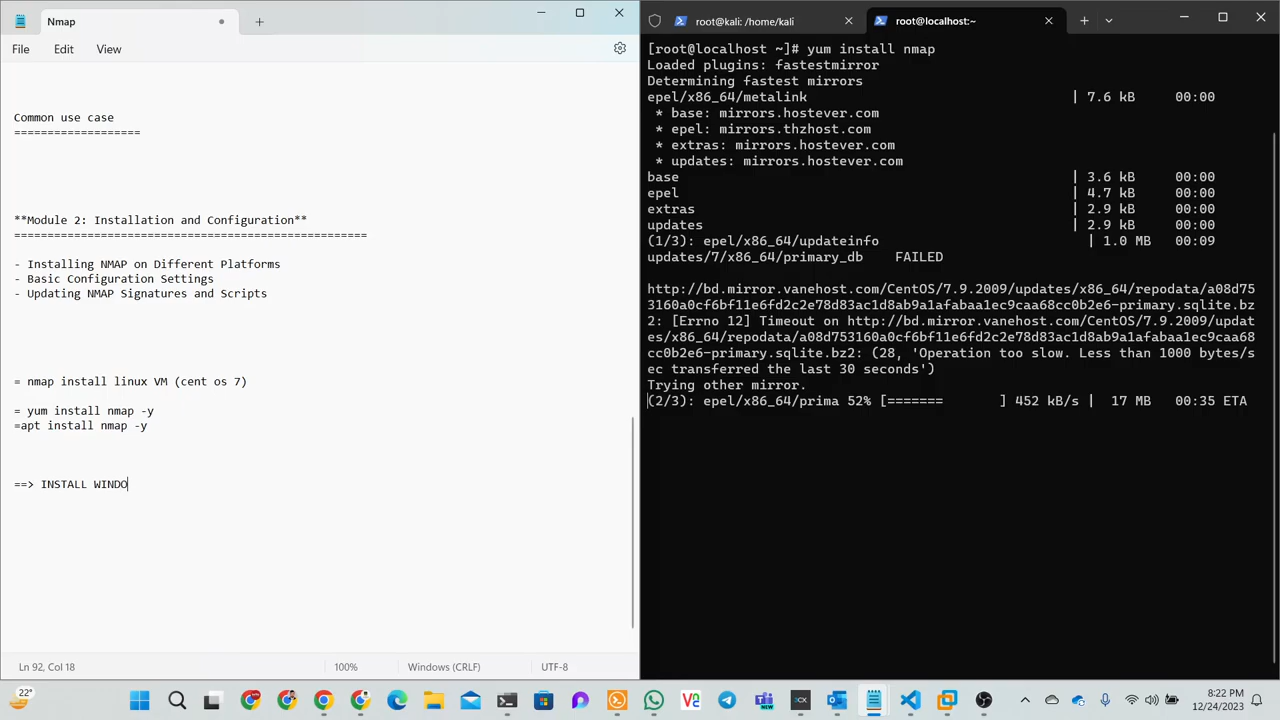 Nmap
File Edit View
Common use case
===================
**Module 2: Installation and Configuration**
=====================================================
- Installing NMAP on Different Platforms
- Basic Configuration Settings
- Updating NMAP Signatures and Scripts
= nmap install linux VM (cent os 7)
= yum install nmap -y
=apt install nmap -y
==> INSTALL WINDO
Ln 92, Col 18 100% Windows (CRLF) UTF-8
root@kali: /home/kali root@localhost:~
[root@localhost ~]# yum install nmap
Loaded plugins: fastestmirror
Determining fastest mirrors
epel/x86_64/metalink | 7.6 kB 00:00
* base: mirrors.hostever.com
* epel: mirrors.thzhost.com
* extras: mirrors.hostever.com
* updates: mirrors.hostever.com
base | 3.6 kB 00:00
epel | 4.7 kB 00:00
extras | 2.9 kB 00:00
updates | 2.9 kB 00:00
(1/3): epel/x86_64/updateinfo | 1.0 MB 00:09
updates/7/x86_64/primary_db FAILED
http://bd.mirror.vanehost.com/CentOS/7.9.2009/updates/x86_64/repodata/a08d75
3160a0cf6bf11e6fd2c2e78d83ac1d8ab9a1afabaa1ec9caa68cc0b2e6-primary.sqlite.bz
2: [Errno 12] Timeout on http://bd.mirror.vanehost.com/CentOS/7.9.2009/updat
es/x86_64/repodata/a08d753160a0cf6bf11e6fd2c2e78d83ac1d8ab9a1afabaa1ec9caa68
cc0b2e6-primary.sqlite.bz2: (28, 'Operation too slow. Less than 1000 bytes/s
ec transferred the last 30 seconds')
Trying other mirror.
(2/3): epel/x86_64/prima 52% [======= ] 452 kB/s | 17 MB 00:35 ETA
22°
8:22 PM
12/24/2023